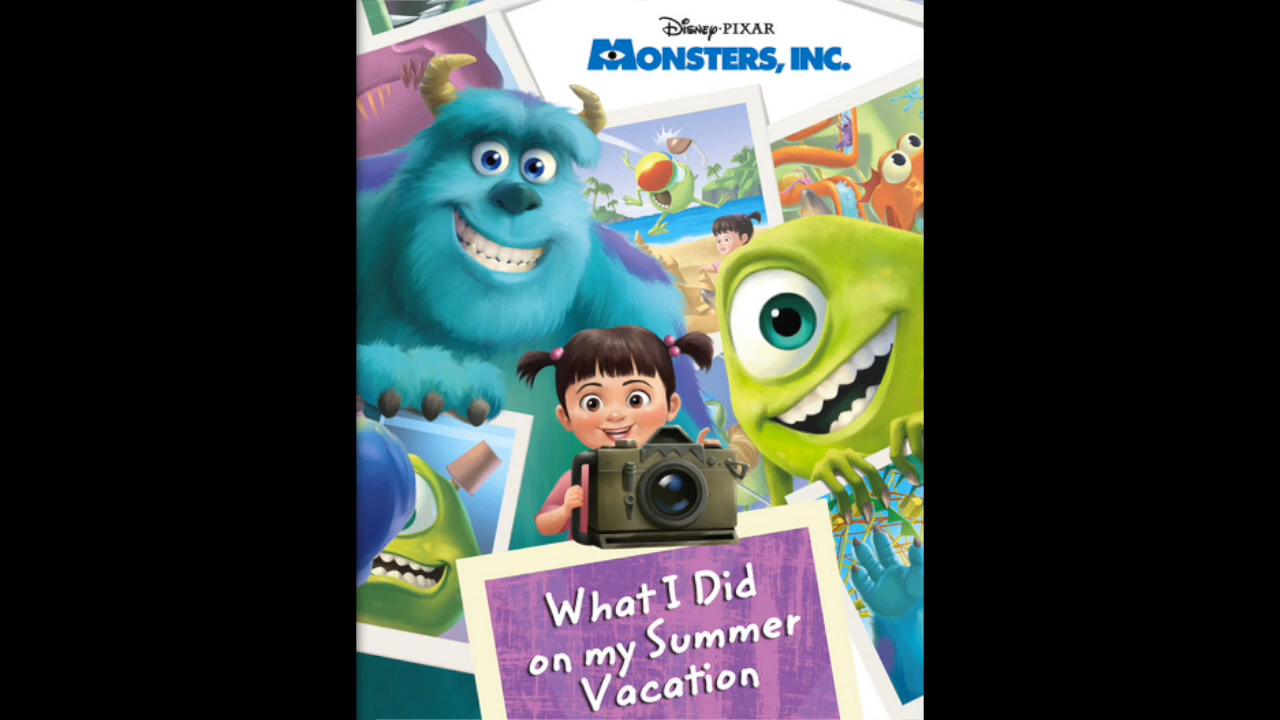 Disney·PIXAR
MONSTERS, INC.
What I Did
on my Summer
Vacation